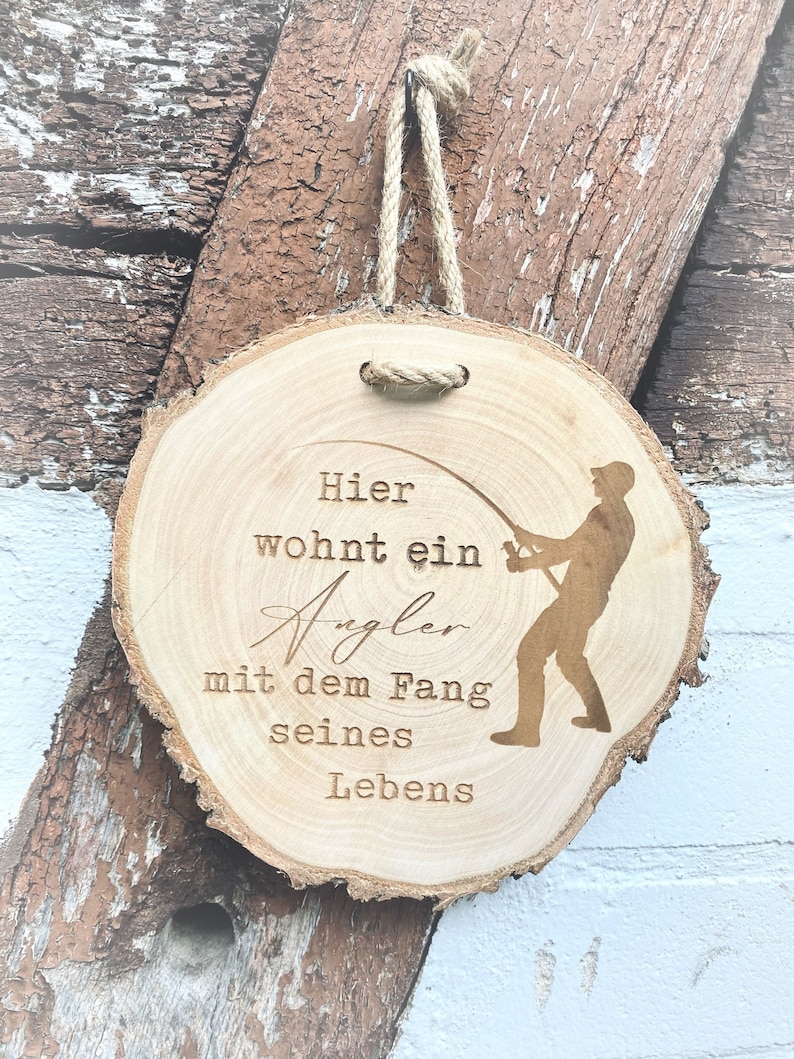 Hier
wohnt ein
Angler
mit dem Fang
seines
Lebens